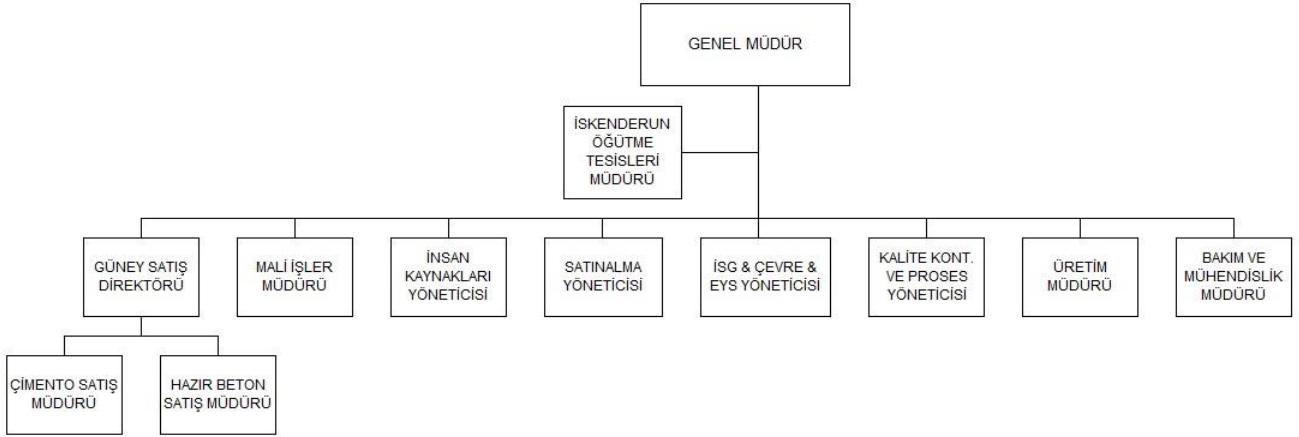 GENEL MÜDÜR
İSKENDERUN
ÖĞÜTME
TESİSLERİ
MÜDÜRÜ
GÜNEY SATIŞ
DİREKTÖRÜ
MALİ İŞLER
MÜDÜRÜ
İNSAN
KAYNAKLARI
YÖNETİCİSİ
SATINALMA
YÖNETİCİSİ
İSG & ÇEVRE &
EYS YÖNETİCİSİ
KALİTE KONT.
VE PROSES
YÖNETİCİSİ
ÜRETİM
MÜDÜRÜ
BAKIM VE
MÜHENDİSLİK
MÜDÜRÜ
ÇİMENTO SATIŞ
MÜDÜRÜ
HAZIR BETON
SATIŞ MÜDÜRÜ